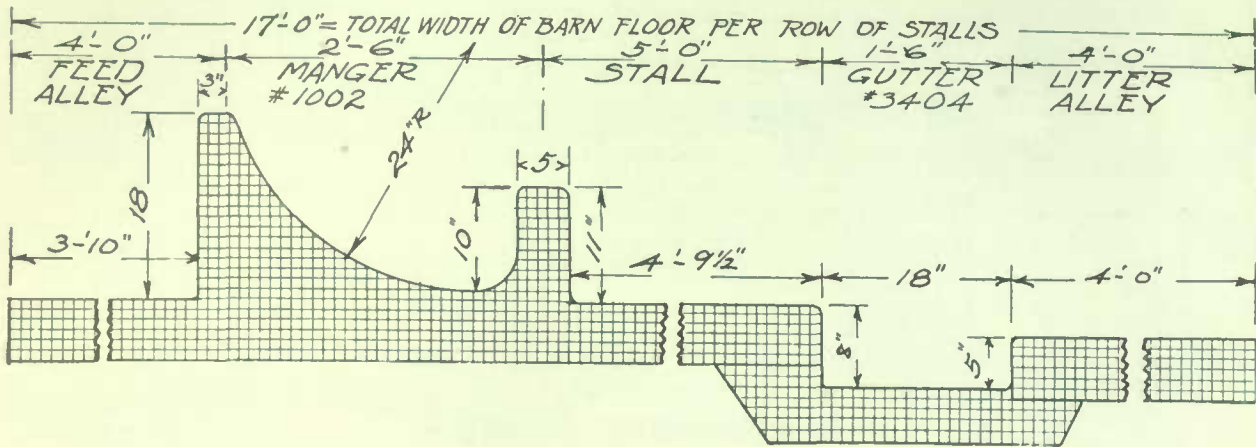 17'-0" = TOTAL WIDTH OF BARN FLOOR PER ROW OF STALLS
4'-0" 2'-6" 5'-0" 1'-6" 4'-0"
FEED MANGER STALL GUTTER LITTER
ALLEY #1002 #3404 ALLEY
3"
24"R
5
18
10"
11"
3'-10"
4'-9½"
18"
4'-0"
8"
5"